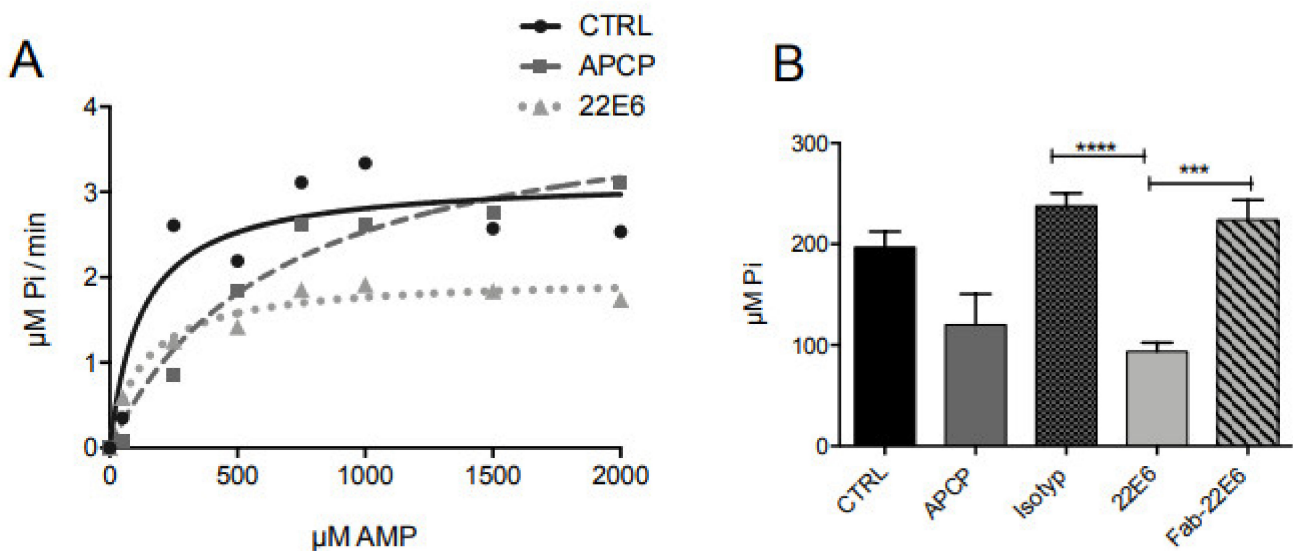 A
CTRL
APCP
22E6
µM Pi / min
4
3
2
1
0
0 500 1000 1500 2000
µM AMP
B
µM Pi
300
200
100
0
****
***
CTRL
APCP
Isotyp
22E6
Fab-22E6